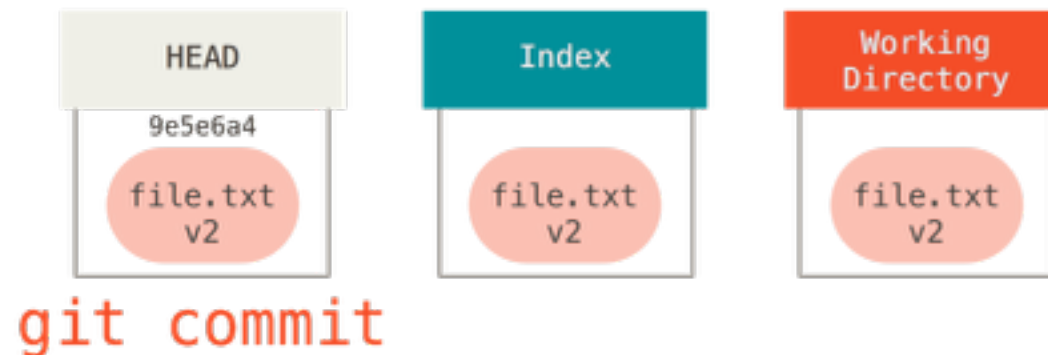 HEAD
Index
Working
Directory
9e5e6a4
file.txt
v2
file.txt
v2
file.txt
v2
git commit